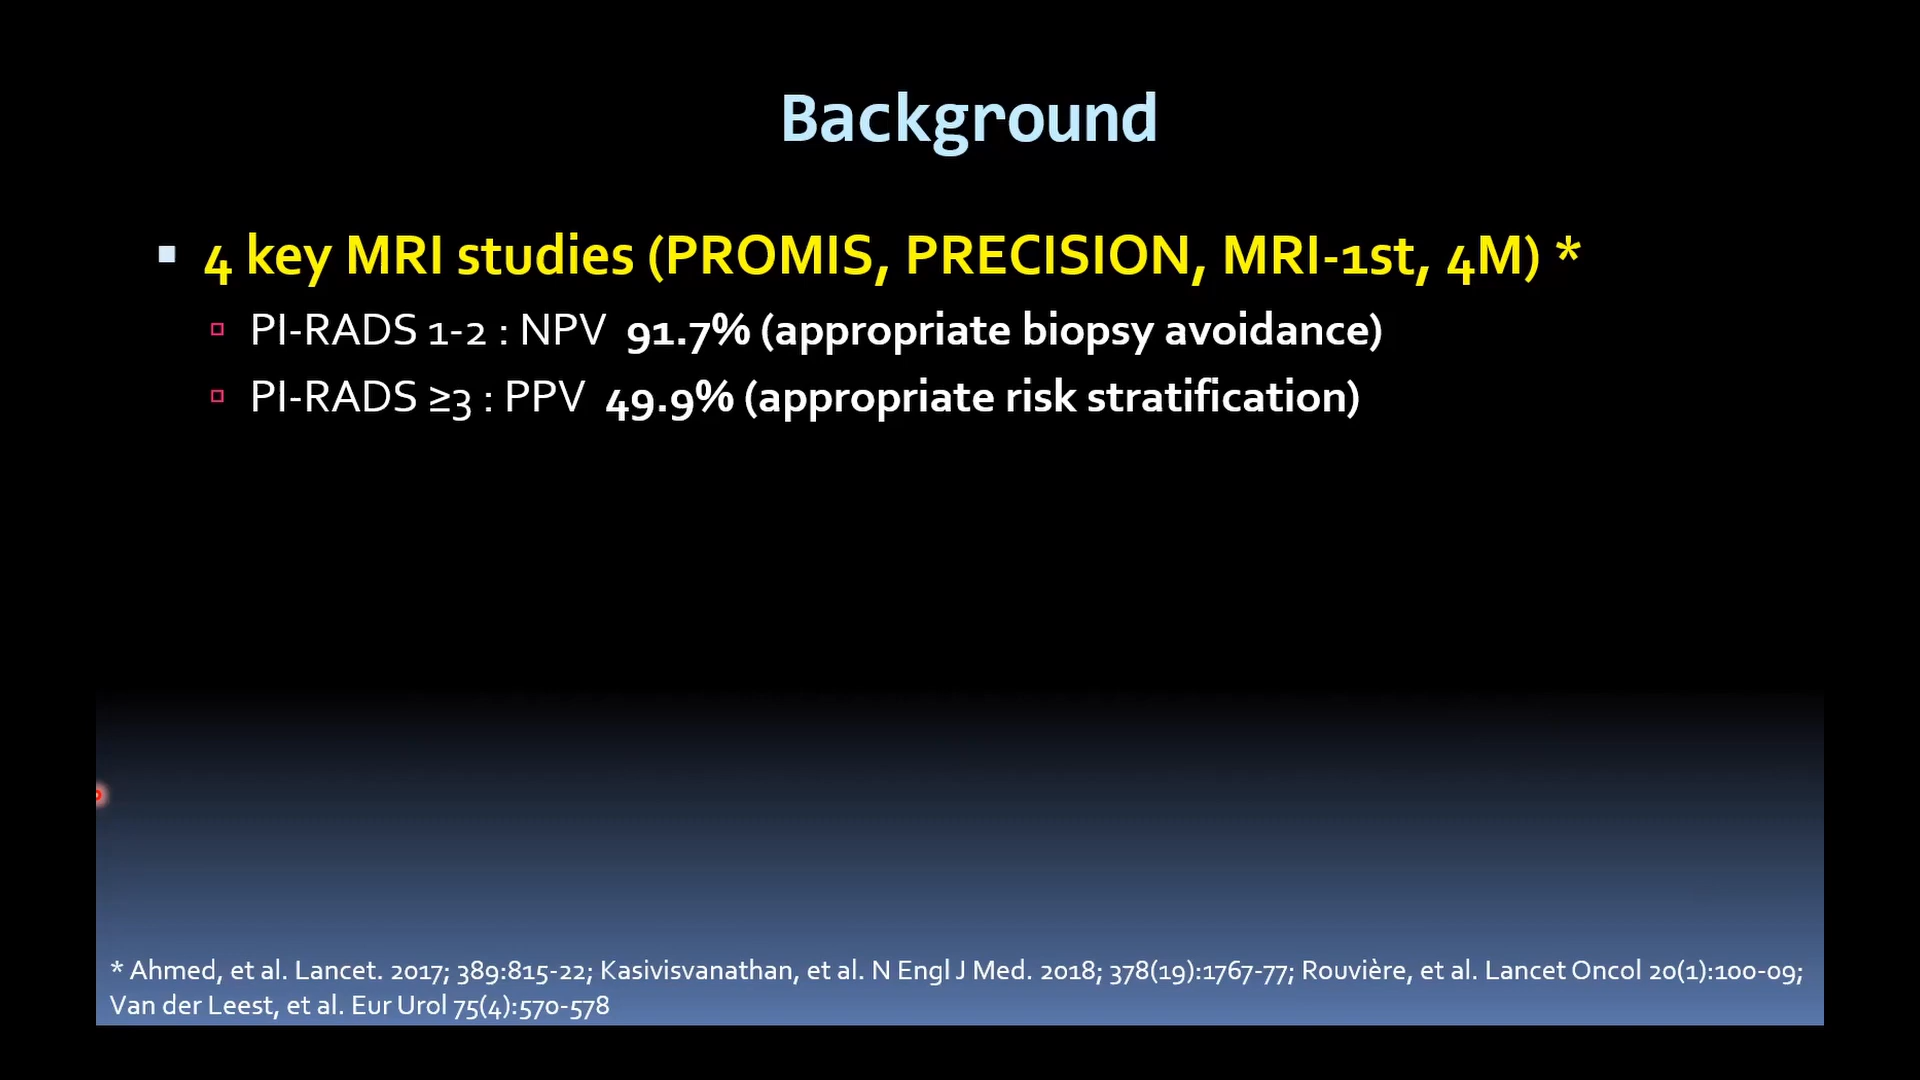 Background
4 key MRI studies (PROMIS, PRECISION, MRI-1st, 4M) *
PI-RADS 1-2 : NPV 91.7% (appropriate biopsy avoidance)
PI-RADS ≥3 : PPV 49.9% (appropriate risk stratification)
* Ahmed, et al. Lancet. 2017; 389:815-22; Kasivisvanathan, et al. N Engl J Med. 2018; 378(19):1767-77; Rouvière, et al. Lancet Oncol 20(1):100-09;
Van der Leest, et al. Eur Urol 75(4):570-578